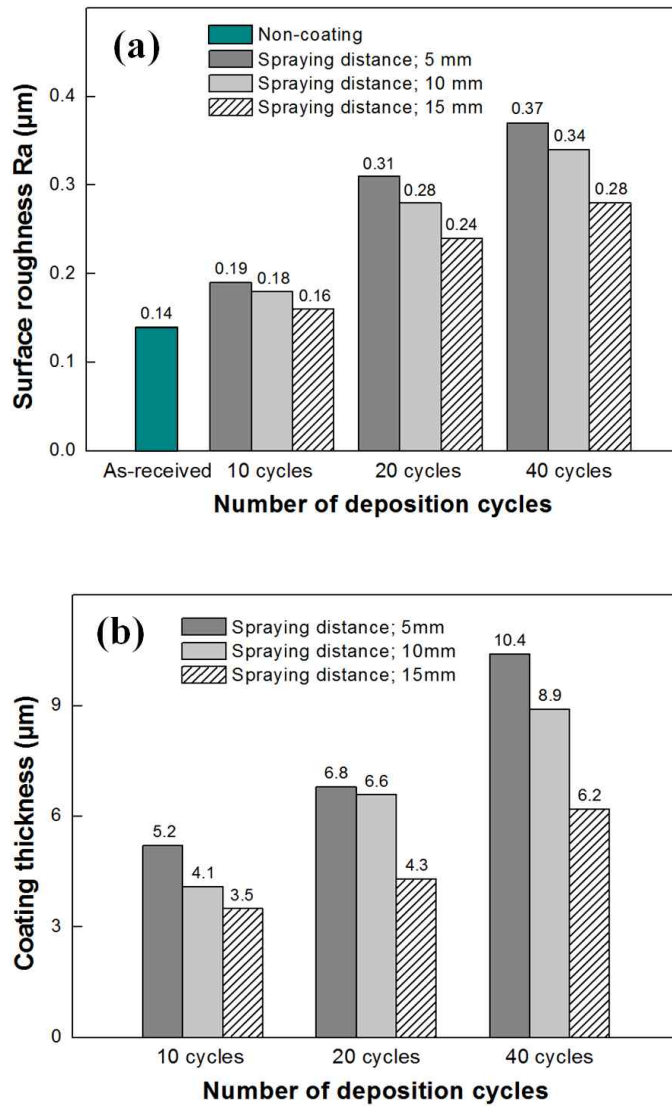 (a)
Non-coating
Spraying distance; 5 mm
Spraying distance; 10 mm
Spraying distance; 15 mm
Surface roughness Ra (μm)
0.4
0.3
0.2
0.1
0.0
0.14
0.19
0.18
0.16
0.31
0.28
0.24
0.37
0.34
0.28
As-received 10 cycles 20 cycles 40 cycles
Number of deposition cycles
(b)
Spraying distance; 5mm
Spraying distance; 10mm
Spraying distance; 15mm
Coating thickness (μm)
9
6
3
0
5.2
4.1
3.5
6.8
6.6
4.3
10.4
8.9
6.2
10 cycles 20 cycles 40 cycles
Number of deposition cycles